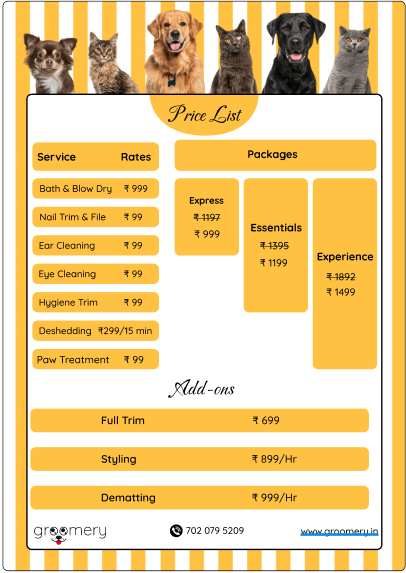 Price List
Service Rates
Bath & Blow Dry ₹ 999
Nail Trim & File ₹ 99
Ear Cleaning ₹ 99
Eye Cleaning ₹ 99
Hygiene Trim ₹ 99
Deshedding ₹299/15 min
Paw Treatment ₹ 99
Packages
Express
₹ 1197
₹ 999
Essentials
₹ 1395
₹ 1199
Experience
₹ 1892
₹ 1499
Add-ons
Full Trim ₹ 699
Styling ₹ 899/Hr
Dematting ₹ 999/Hr
groomery
702 079 5209
www.groomery.in